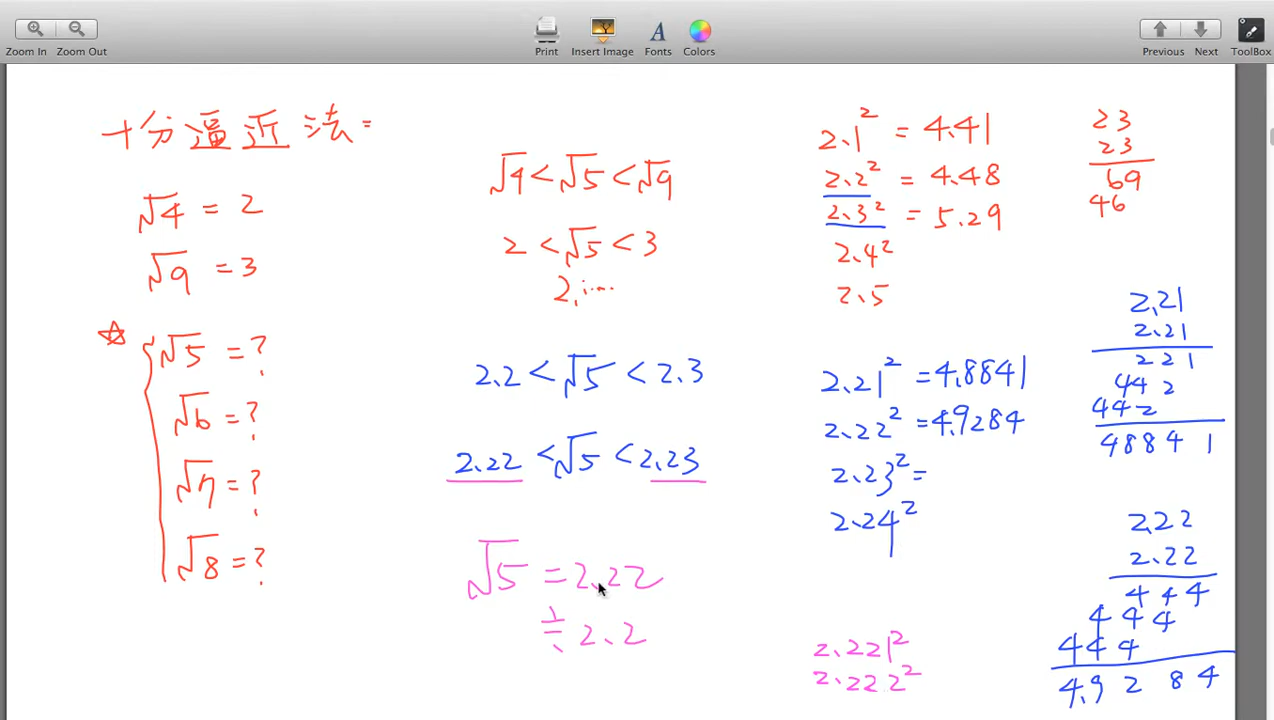 Zoom In
Zoom Out
Print
Insert Image
Fonts
Colors
Previous
Next
ToolBox
十分逼近法:
√4 = 2
√9 = 3
☆
√5 = ?
√6 = ?
√7 = ?
√8 = ?
√4 < √5 < √9
2 < √5 < 3
2.....
2.2 < √5 < 2.3
2.22 < √5 < 2.23
√5 = 2.22
≒ 2.2
2.1² = 4.41
2.2² = 4.48
2.3² = 5.29
2.4²
2.5
2.21² = 4.8841
2.22² = 4.9284
2.23² =
2.24²
2.221²
2.222²
23
23
69
46
2.21
2.21
221
442
442
48841
2.22
2.22
444
444
444
4.9284